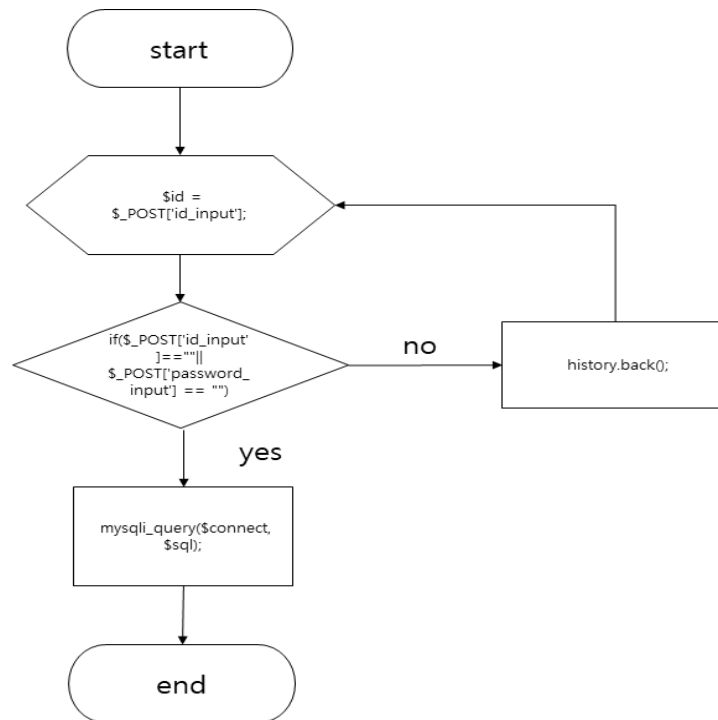 start
$id =
$_POST['id_input'];
if($_POST['id_input'
]==""||
$_POST['password_
input'] == "")
no
history.back();
yes
mysqli_query($connect,
$sql);
end